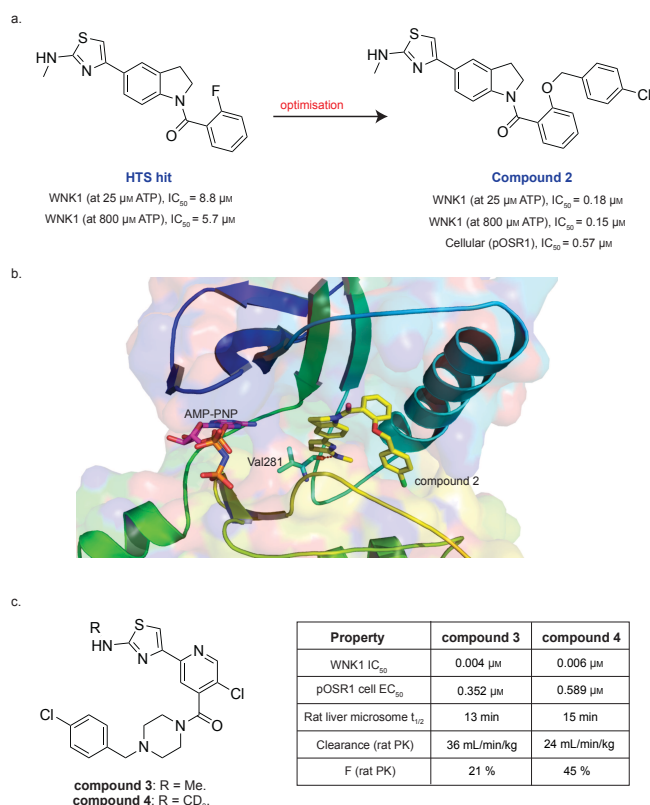 a.
S
HN
N
N
O
F
optimisation
S
HN
N
N
O
O
Cl
HTS hit
WNK1 (at 25 μM ATP), IC50 = 8.8 μM
WNK1 (at 800 μM ATP), IC50 = 5.7 μM
Compound 2
WNK1 (at 25 μM ATP), IC50 = 0.18 μM
WNK1 (at 800 μM ATP), IC50 = 0.15 μM
Cellular (pOSR1), IC50 = 0.57 μM
b.
AMP-PNP
Val281
compound 2
c.
R
HN
S
N
N
Cl
Cl
N
N
O
compound 3: R = Me.
compound 4: R = CD
Property compound 3 compound 4
WNK1 IC50 0.004 μM 0.006 μM
pOSR1 cell EC50 0.352 μM 0.589 μM
Rat liver microsome t1/2 13 min 15 min
Clearance (rat PK) 36 mL/min/kg 24 mL/min/kg
F (rat PK) 21 % 45 %